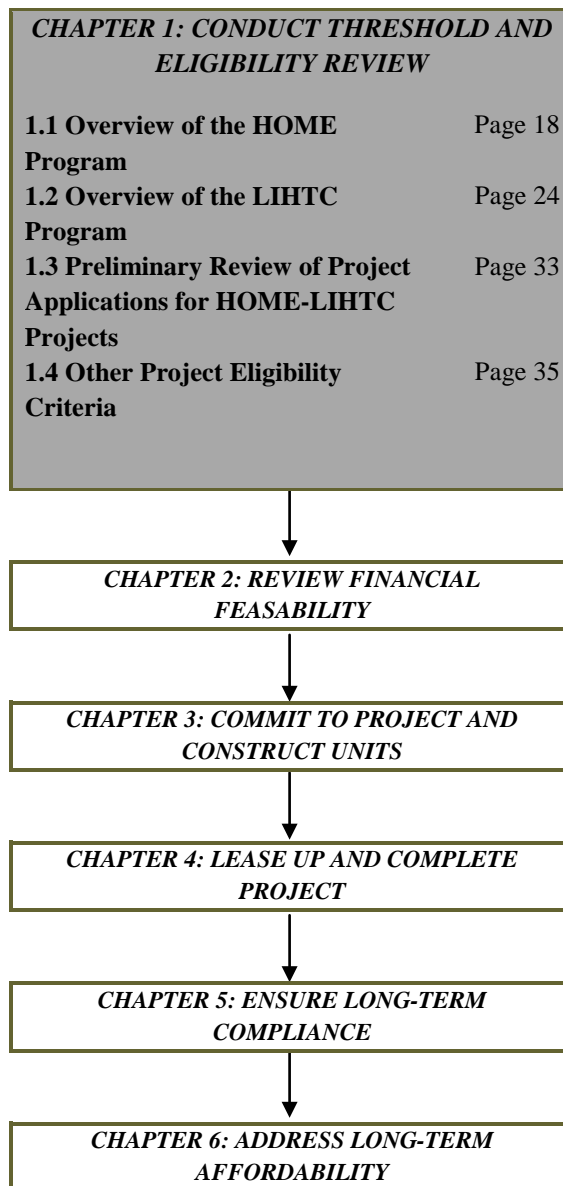 CHAPTER 1: CONDUCT THRESHOLD AND
ELIGIBILITY REVIEW
1.1 Overview of the HOME Page 18
Program
1.2 Overview of the LIHTC Page 24
Program
1.3 Preliminary Review of Project Page 33
Applications for HOME-LIHTC
Projects
1.4 Other Project Eligibility Page 35
Criteria
CHAPTER 2: REVIEW FINANCIAL
FEASABILITY
CHAPTER 3: COMMIT TO PROJECT AND
CONSTRUCT UNITS
CHAPTER 4: LEASE UP AND COMPLETE
PROJECT
CHAPTER 5: ENSURE LONG-TERM
COMPLIANCE
CHAPTER 6: ADDRESS LONG-TERM
AFFORDABILITY